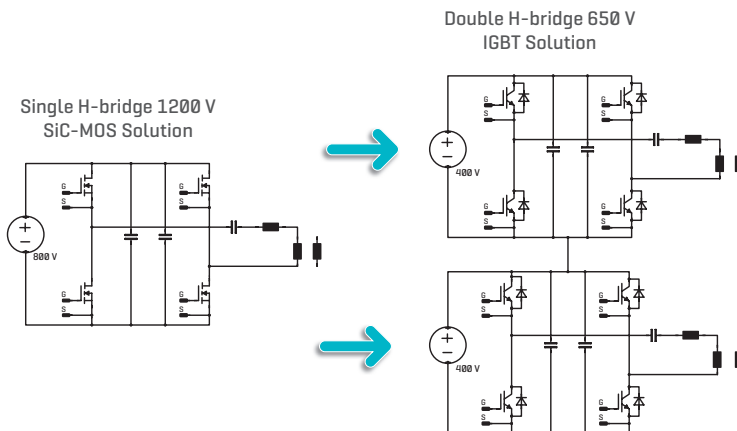 Double H-bridge 650 V
IGBT Solution
Single H-bridge 1200 V
SiC-MOS Solution
G
S
G
S
+
−
400 V
G
S
G
S
G
S
G
S
+
−
800 V
G
S
G
S
G
S
G
S
+
−
400 V
G
S
G
S